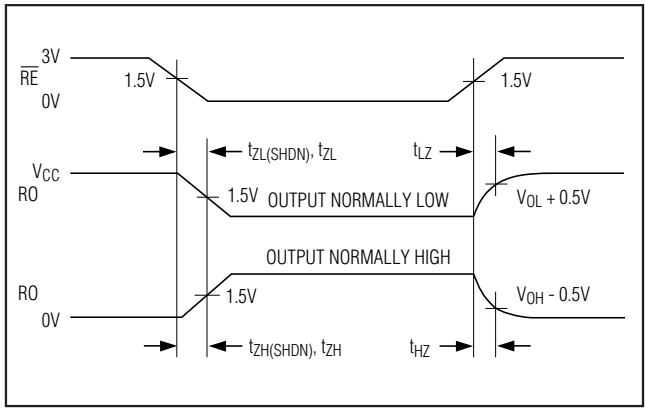 3V
R̅E̅ 1.5V 1.5V
0V
tZL(SHDN), tZL tLZ
VCC
RO 1.5V OUTPUT NORMALLY LOW VOL + 0.5V
OUTPUT NORMALLY HIGH
RO 1.5V VOH - 0.5V
0V
tZH(SHDN), tZH tHZ